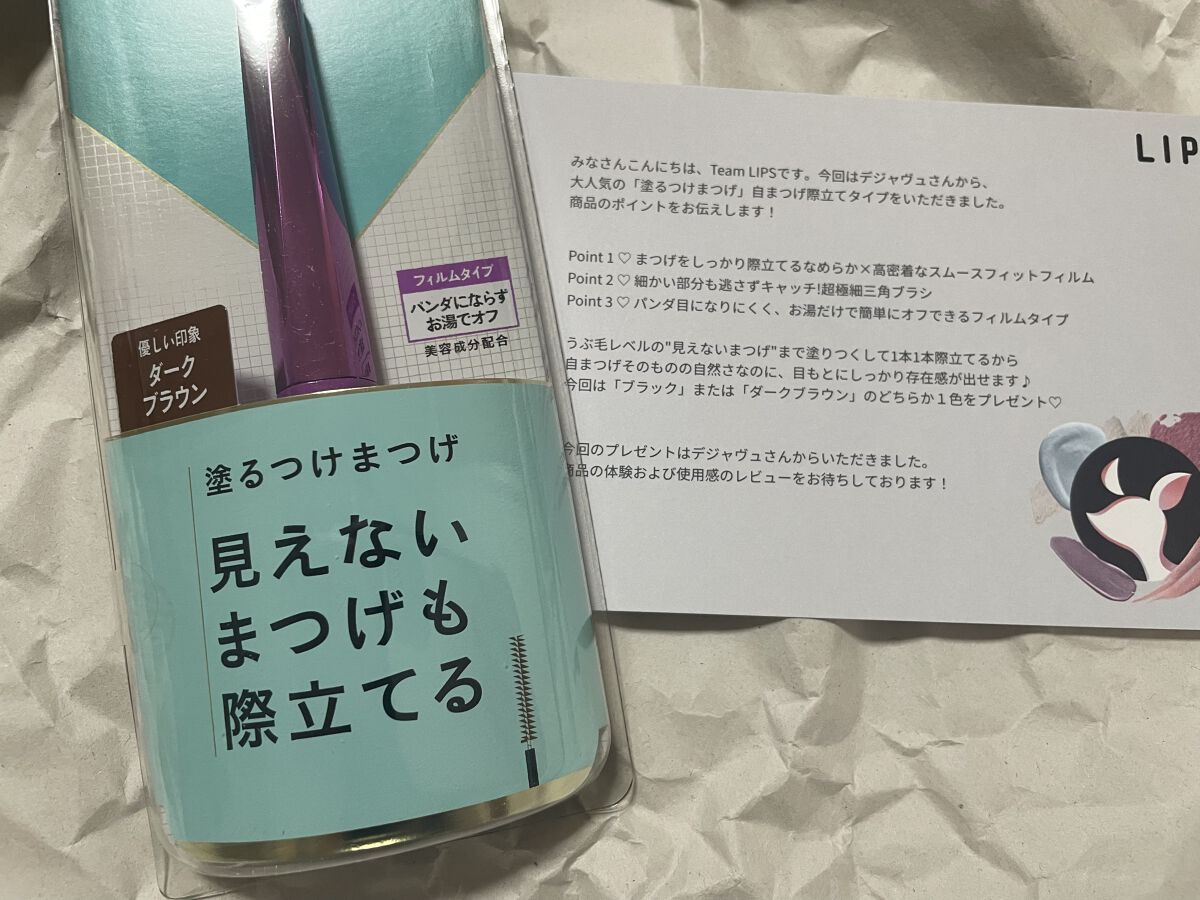 フィルムタイプ
パンダにならず
お湯でオフ
美容成分配合
優しい印象
ダーク
ブラウン
塗るつけまつげ
見えない
まつげも
際立てる
LIP
みなさんこんにちは、Team LIPSです。今回はデジャヴュさんから、
大人気の「塗るつけまつげ」自まつげ際立てタイプをいただきました。
商品のポイントをお伝えします！
Point 1 ♡ まつげをしっかり際立てるなめらか×高密着なスムースフィットフィルム
Point 2 ♡ 細かい部分も逃さずキャッチ!超極細三角ブラシ
Point 3 ♡ パンダ目になりにくく、お湯だけで簡単にオフできるフィルムタイプ
うぶ毛レベルの"見えないまつげ"まで塗りつくして1本1本際立てるから
自まつげそのものの自然さなのに、目もとにしっかり存在感が出せます♪
今回は「ブラック」または「ダークブラウン」のどちらか１色をプレゼント♡
今回のプレゼントはデジャヴュさんからいただきました。
商品の体験および使用感のレビューをお待ちしております！